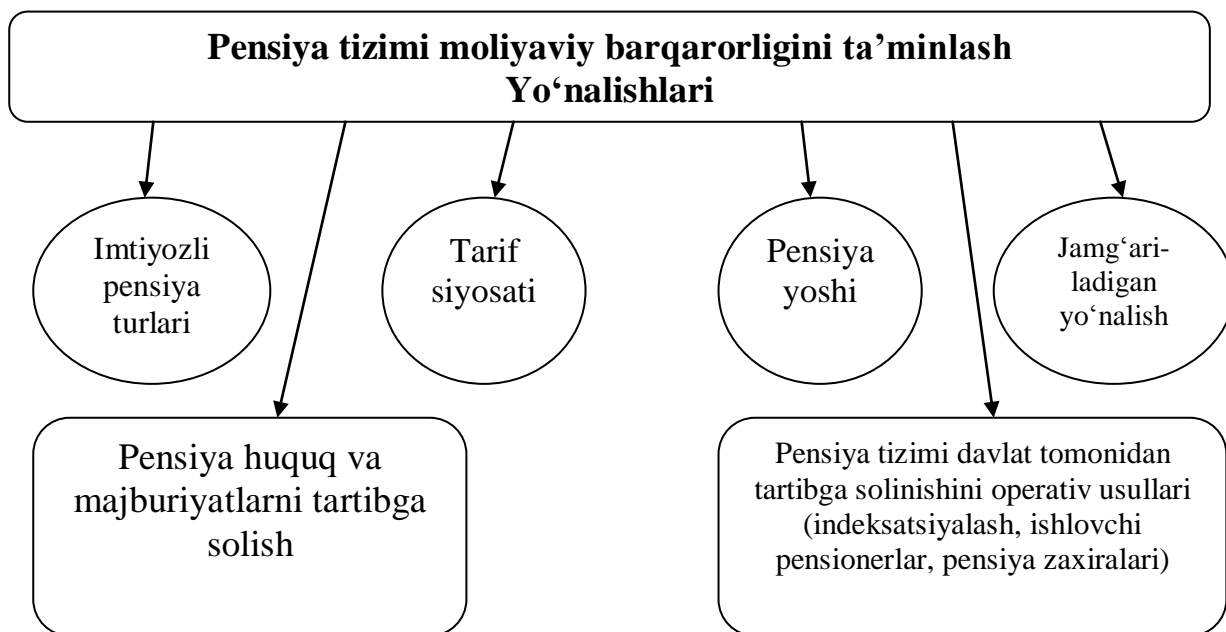 Pensiya tizimi moliyaviy barqarorligini ta’minlash
Yo‘nalishlari
Imtiyozli
pensiya
turlari
Tarif
siyosati
Pensiya
yoshi
Jamg‘ari-
ladigan
yo‘nalish
Pensiya huquq va
majburiyatlarni tartibga
solish
Pensiya tizimi davlat tomonidan
tartibga solinishini operativ usullari
(indeksatsiyalash, ishlovchi
pensionerlar, pensiya zaxiralari)